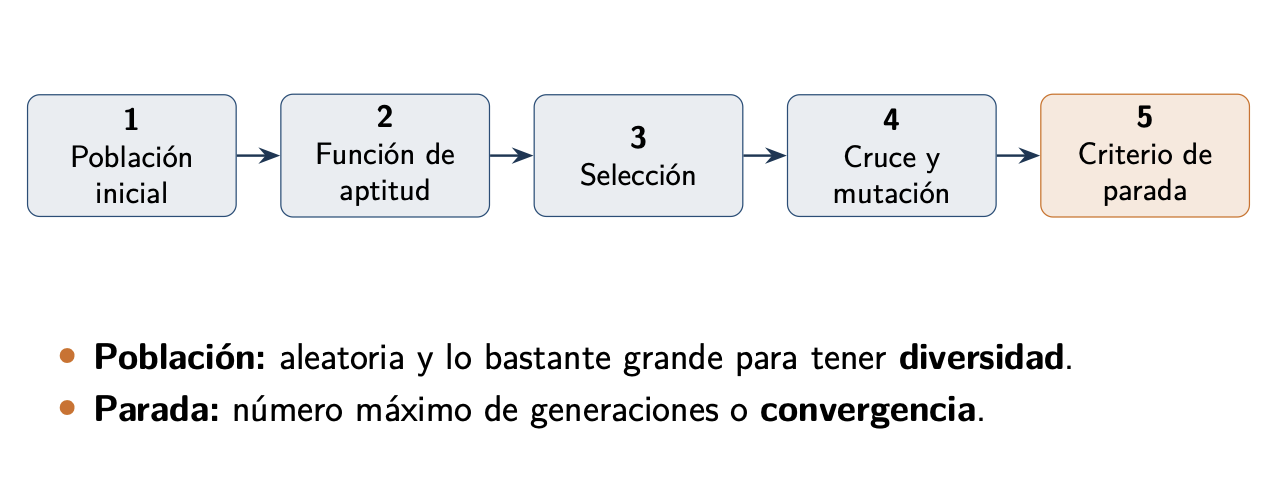 1
Población
inicial
2
Función de
aptitud
3
Selección
4
Cruce y
mutación
5
Criterio de
parada
• Población: aleatoria y lo bastante grande para tener diversidad.
• Parada: número máximo de generaciones o convergencia.